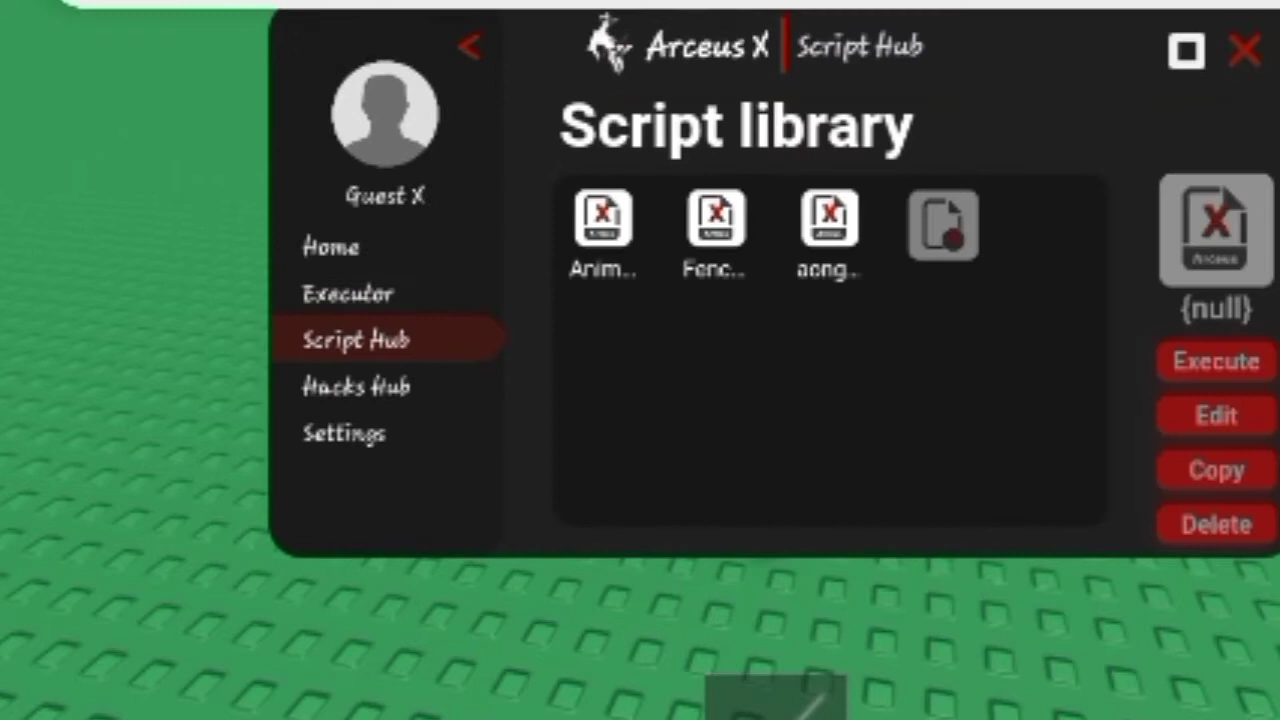 <
Arceus X | Script Hub
X
Script library
Guest X
Home
Executor
Script Hub
Hacks Hub
Settings
X
X
X
Anim...
Fenc...
aong...
X
Arceus
{null}
Execute
Edit
Copy
Delete